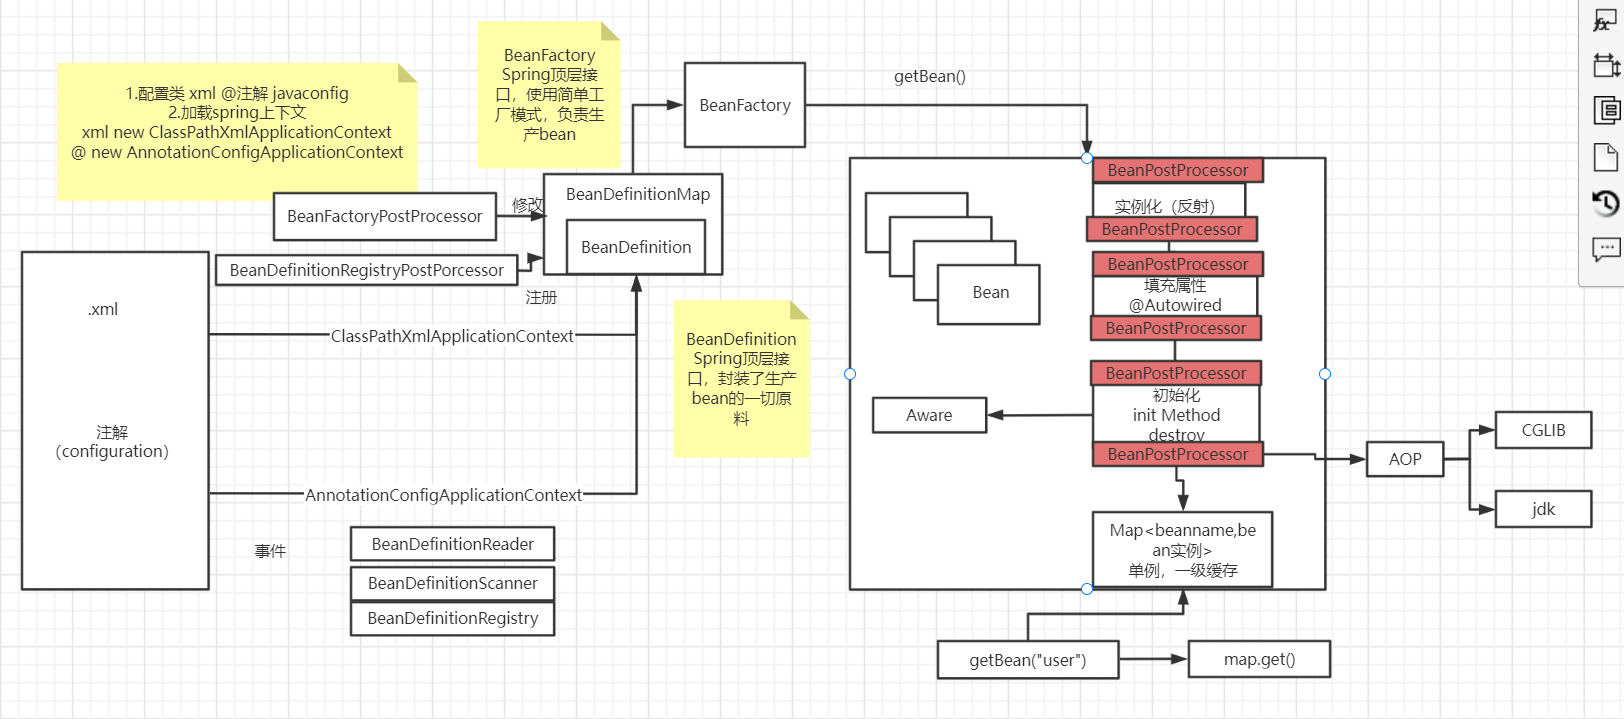 1.配置类 xml @注解 javaconfig
2.加载spring上下文
xml new ClassPathXmlApplicationContext
@ new AnnotationConfigApplicationContext
BeanFactory
Spring顶层接
口，使用简单工
厂模式，负责生
产bean
BeanFactory
getBean()
BeanFactoryPostProcessor
修改
BeanDefinitionMap
BeanDefinition
BeanDefinitionRegistryPostPorcessor
注册
.xml
注解
（configuration）
ClassPathXmlApplicationContext
AnnotationConfigApplicationContext
BeanDefinition
Spring顶层接
口，封装了生产
bean的一切原
料
事件
BeanDefinitionReader
BeanDefinitionScanner
BeanDefinitionRegistry
Bean
BeanPostProcessor
实例化（反射）
BeanPostProcessor
BeanPostProcessor
填充属性
@Autowired
BeanPostProcessor
BeanPostProcessor
初始化
init Method
destroy
BeanPostProcessor
Aware
AOP
CGLIB
jdk
Map<beanname,be
an实例>
单例，一级缓存
getBean("user")
map.get()
fx